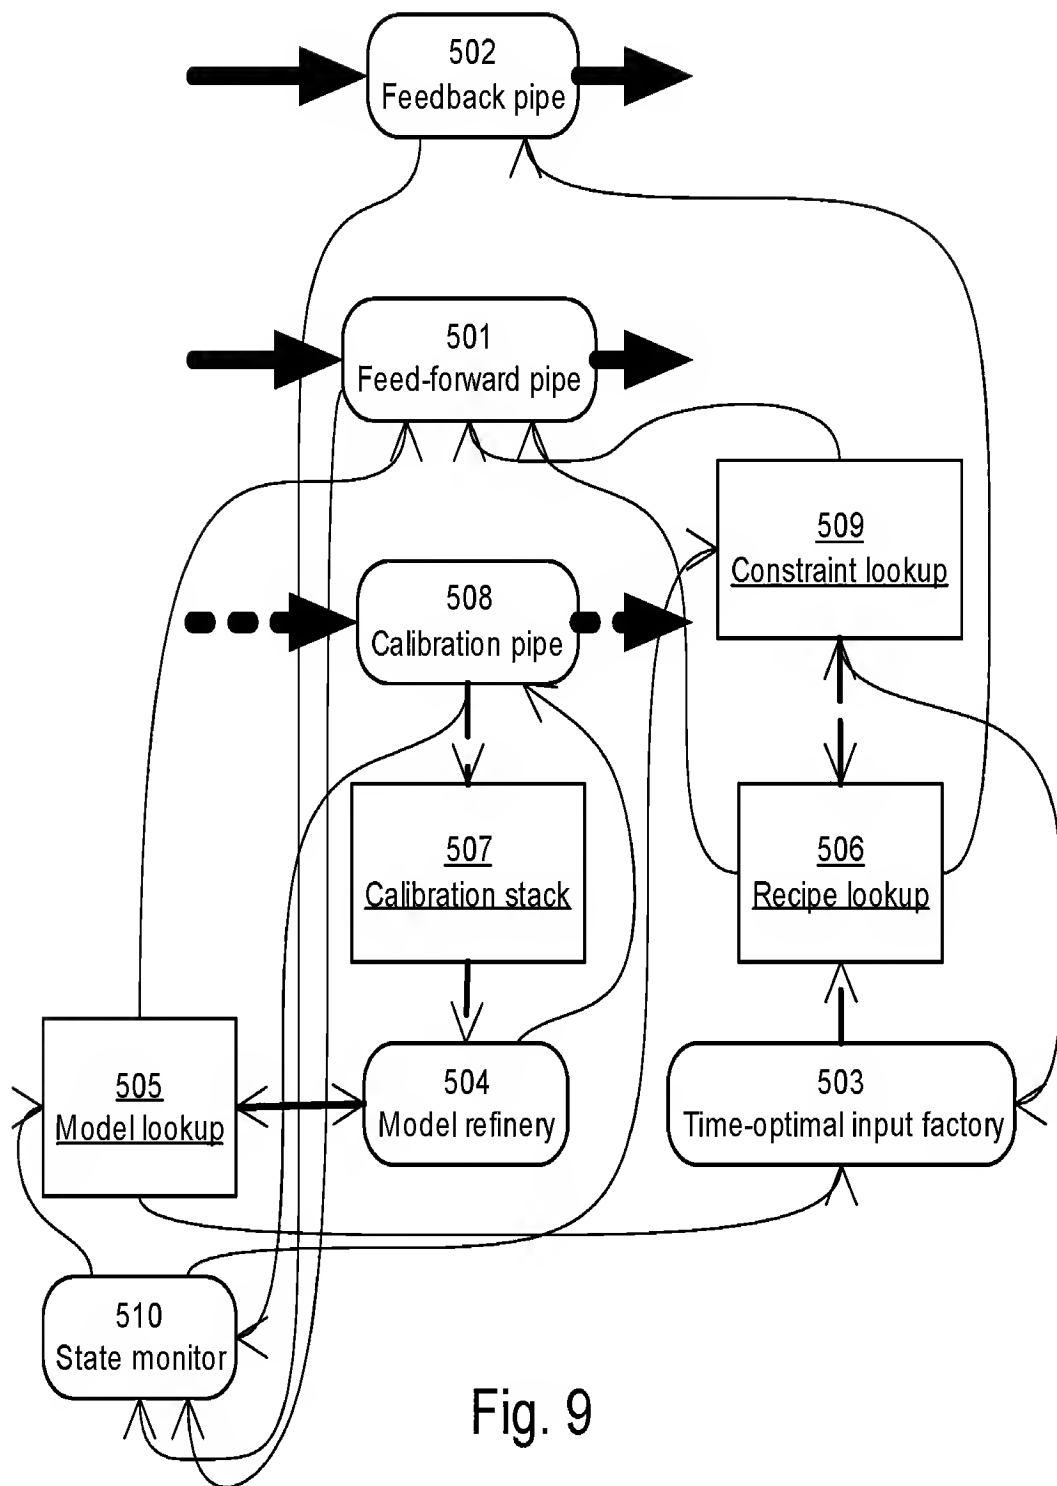 502
Feedback pipe
501
Feed-forward pipe
509
Constraint lookup
508
Calibration pipe
507
Calibration stack
506
Recipe lookup
505
Model lookup
504
Model refinery
503
Time-optimal input factory
510
State monitor
Fig. 9